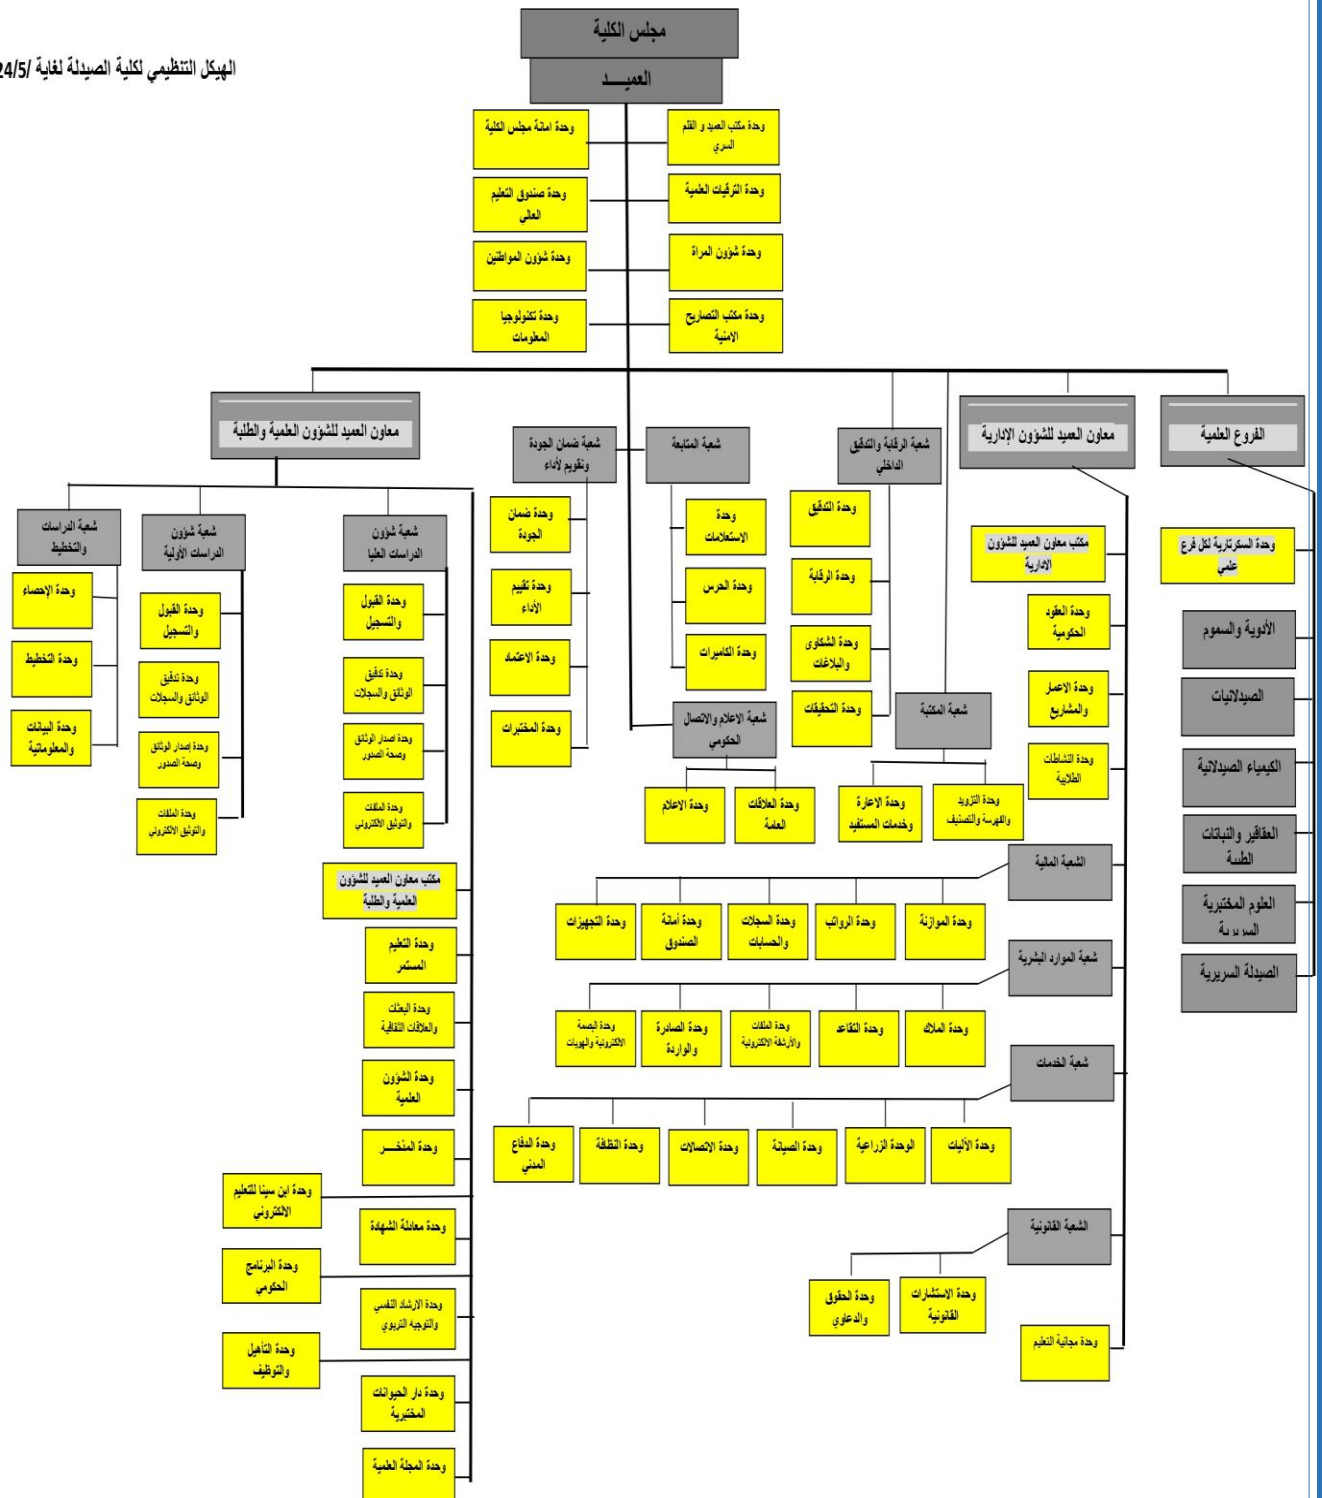 مجلس الكلية
العميـــد
الهيكل التنظيمي لكلية الصيدلة لغاية /24/5
وحدة مكتب العميد و القلم
السري
وحدة امانة مجلس الكلية
وحدة الترقيات العلمية
وحدة صندوق التعليم
العالي
وحدة شؤون المراة
وحدة شؤون المواطنين
وحدة مكتب التصاريح
الامنية
وحدة تكنولوجيا
المعلومات
الفروع العلمية
معاون العميد للشؤون الإدارية
شعبة الرقابة والتدقيق
الداخلي
شعبة المتابعة
شعبة ضمان الجودة
وتقويم لأداء
معاون العميد للشؤون العلمية والطلبة
وحدة السكرتارية لكل فرع
علمي
الأدوية والسموم
الصيدلانيات
الكيمياء الصيدلانية
العقاقير والنباتات
الطبية
العلوم المختبرية
السريرية
الصيدلة السريرية
مكتب معاون العميد للشؤون
الادارية
وحدة العقود
الحكومية
وحدة الاعمار
والمشاريع
وحدة النشاطات
الطلابية
وحدة التدقيق
وحدة الرقابة
وحدة الشكاوى
والبلاغات
وحدة التحقيقات
شعبة المكتبة
وحدة التزويد
والفهرسة والتصنيف
وحدة الاعارة
وخدمات المستفيد
وحدة
الاستعلامات
وحدة الحرس
وحدة الكاميرات
شعبة الاعلام والاتصال
الحكومي
وحدة العلاقات
العامة
وحدة الاعلام
وحدة ضمان
الجودة
وحدة تقييم
الأداء
وحدة الاعتماد
وحدة المختبرات
شعبة شؤون
الدراسات العليا
وحدة القبول
والتسجيل
وحدة تدقيق
الوثائق والسجلات
وحدة اصدار الوثائق
وصحة الصدور
وحدة الملفات
والتوثيق الالكتروني
شعبة شؤون
الدراسات الأولية
وحدة القبول
والتسجيل
وحدة تدقيق
الوثائق والسجلات
وحدة إصدار الوثائق
وصحة الصدور
وحدة الملفات
والتوثيق الالكتروني
شعبة الدراسات
والتخطيط
وحدة الإحصاء
وحدة التخطيط
وحدة البيانات
والمعلوماتية
الشعبة المالية
وحدة الموازنة
وحدة الرواتب
وحدة السجلات
والحسابات
وحدة أمانة
الصندوق
وحدة التجهيزات
شعبة الموارد البشرية
وحدة الملاك
وحدة التقاعد
وحدة الملفات
والأرشفة الالكترونية
وحدة الصادرة
والواردة
وحدة البصمة
الالكترونية والهويات
شعبة الخدمات
وحدة الأليات
الوحدة الزراعية
وحدة الصيانة
وحدة الاتصالات
وحدة النظافة
وحدة الدفاع
المدني
الشعبة القانونية
وحدة الاستشارات
القانونية
وحدة الحقوق
والدعاوي
وحدة مجانية التعليم
مكتب معاون العميد للشؤون
العلمية والطلبة
وحدة التعليم
المستمر
وحدة البعثات
والعلاقات الثقافية
وحدة الشؤون
العلمية
وحدة المذخـــر
وحدة ابن سينا للتعليم
الالكتروني
وحدة معادلة الشهادة
وحدة البرنامج
الحكومي
وحدة الارشاد النفسي
والتوجيه التربوي
وحدة التأهيل
والتوظيف
وحدة دار الحيوانات
المختبرية
وحدة المجلة العلمية